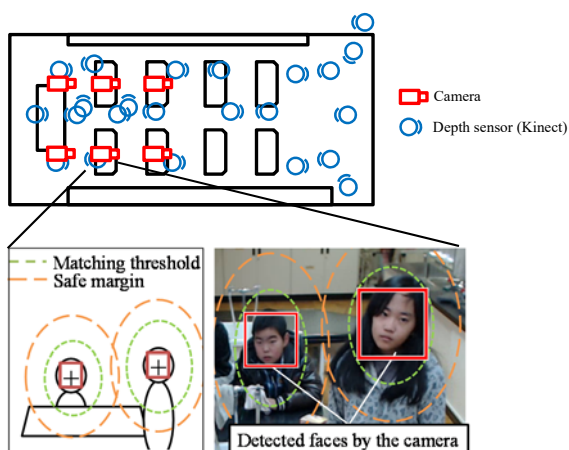 Camera
Depth sensor (Kinect)
Matching threshold
Safe margin
Detected faces by the camera